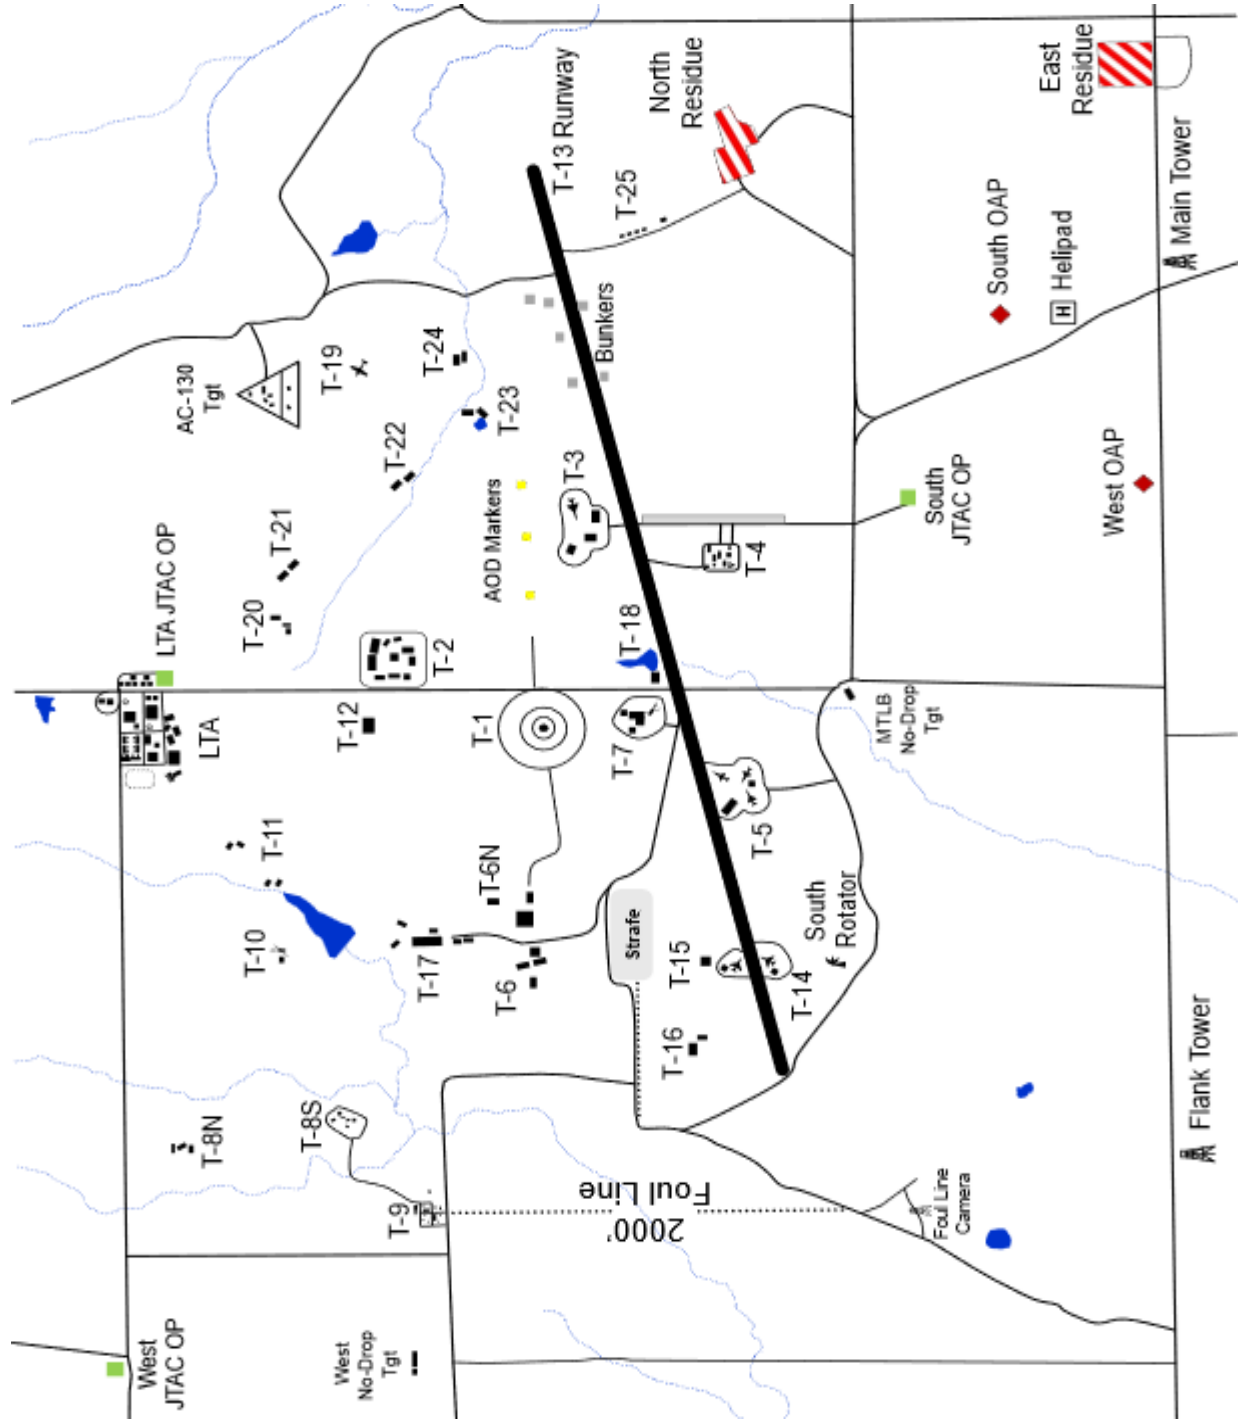 West
JTAC OP
LTA JTAC OP
AC-130
Tgt
T-8N
LTA
T-10
T-11
T-20
T-21
T-8S
T-19
West
No-Drop
Tgt
T-12
T-22
T-9
T-17
T-2
T-24
T-6N
T-1
AOD Markers
T-6
T-23
T-3
T-13 Runway
2000'
Foul Line
Strafe
T-7
T-18
Bunkers
T-25
T-16
T-15
North
Residue
T-5
T-4
T-14
South
Rotator
MTLB
No-Drop
Tgt
Foul Line
Camera
South
JTAC OP
South OAP
Helipad
H
East
Residue
West OAP
Main Tower
Flank Tower